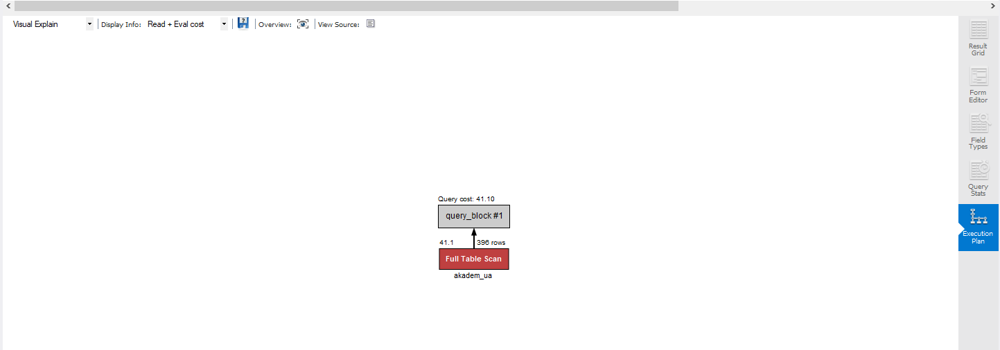 Visual Explain
Display Info:
Read + Eval cost
Overview:
View Source:
Result
Grid
Form
Editor
Field
Types
Query
Stats
Execution
Plan
Query cost: 41.10
query_block #1
41.1
396 rows
Full Table Scan
akadem_ua